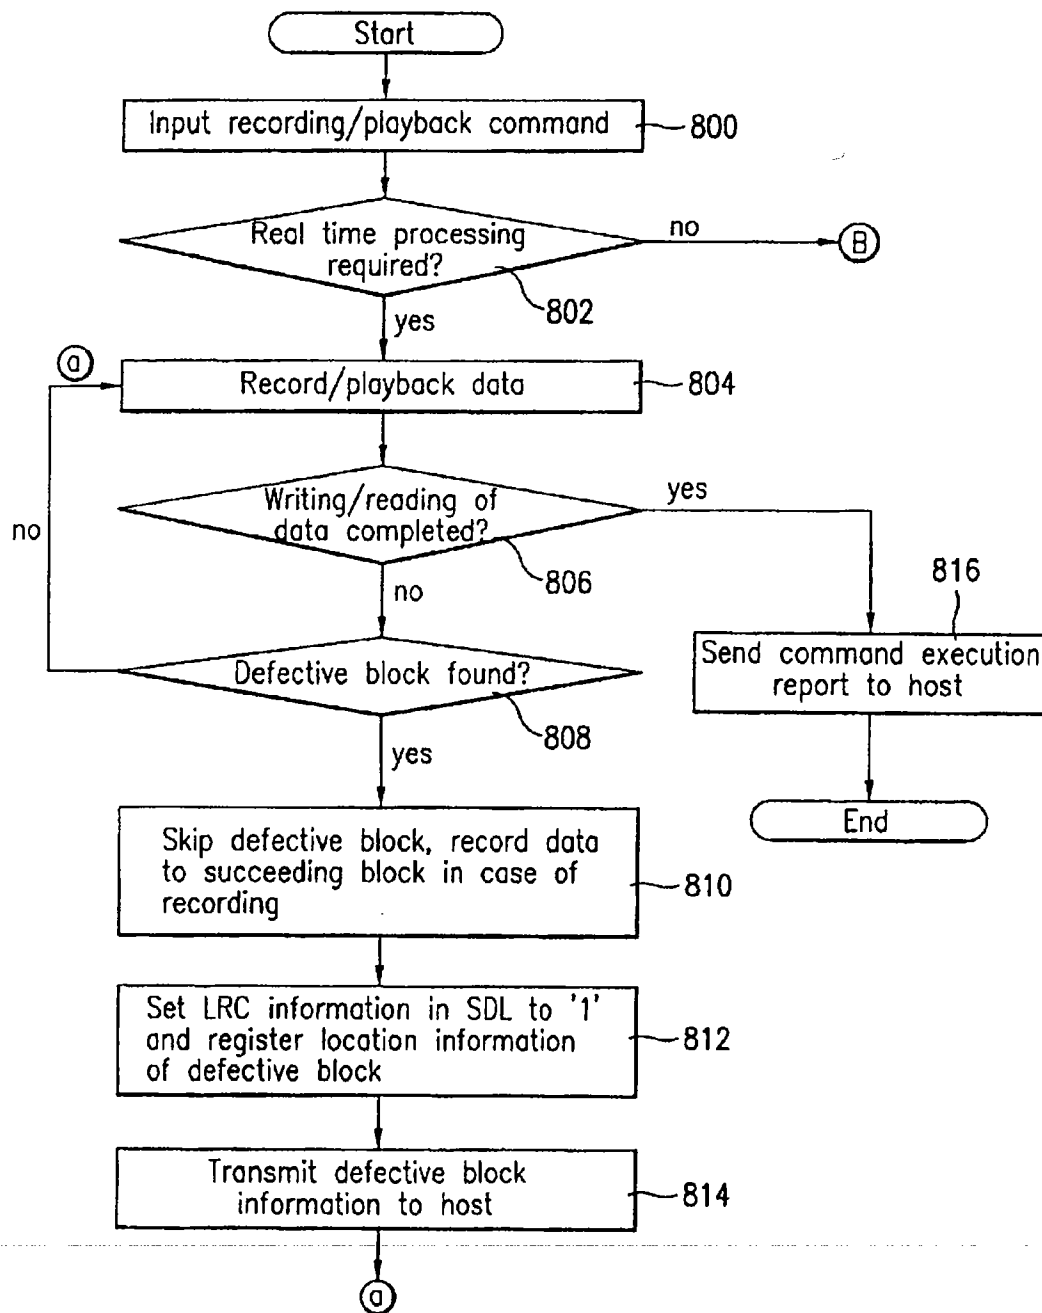 Start
Input recording/playback command
800
Real time processing
required?
802
no
B
yes
a
Record/playback data
804
Writing/reading of
data completed?
806
yes
no
no
816
Send command execution
report to host
Defective block found?
808
yes
End
Skip defective block, record data
to succeeding block in case of
recording
810
Set LRC information in SDL to '1'
and register location information
of defective block
812
Transmit defective block
information to host
814
a